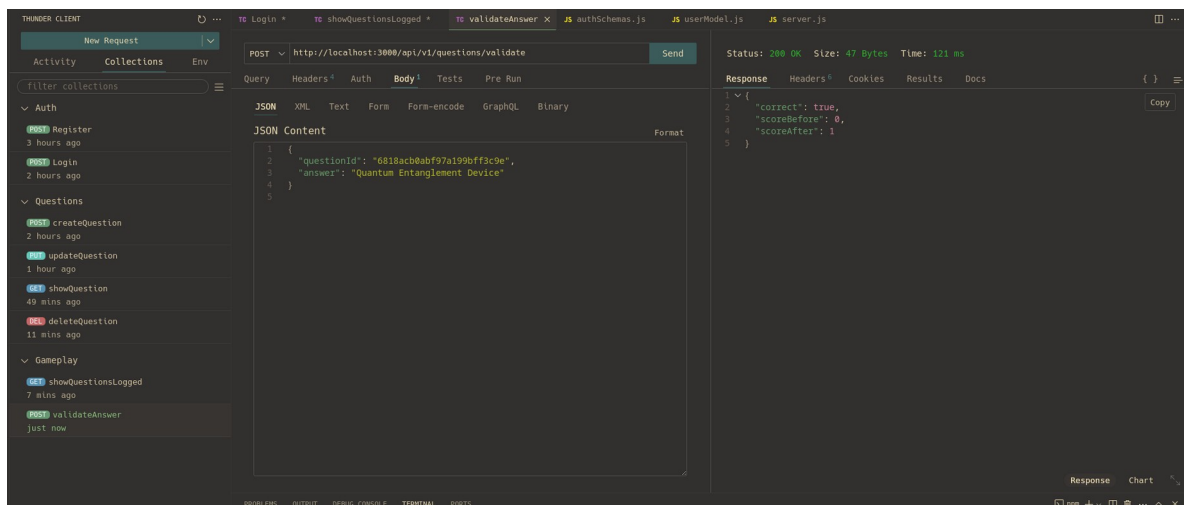 THUNDER CLIENT
New Request
Activity Collections Env
filter collections
Auth
POST Register
3 hours ago
POST Login
2 hours ago
Questions
POST createQuestion
2 hours ago
PUT updateQuestion
1 hour ago
GET showQuestion
49 mins ago
DEL deleteQuestion
11 mins ago
Gameplay
GET showQuestionsLogged
7 mins ago
POST validateAnswer
just now
TC Login * TC showQuestionsLogged * TC validateAnswer × JS authSchemas.js JS userModel.js JS server.js
POST http://localhost:3000/api/v1/questions/validate Send
Query Headers 4 Auth Body 1 Tests Pre Run
JSON XML Text Form Form-encode GraphQL Binary
JSON Content Format
1 {
2 "questionId": "6818acb0abf97a199bff3c9e",
3 "answer": "Quantum Entanglement Device"
4 }
5
Status: 200 OK Size: 47 Bytes Time: 121 ms
Response Headers 6 Cookies Results Docs { }
Copy
1 {
2 "correct": true,
3 "scoreBefore": 0,
4 "scoreAfter": 1
5 }
Response Chart
PROBLEMS OUTPUT DEBUG CONSOLE TERMINAL PORTS
npm